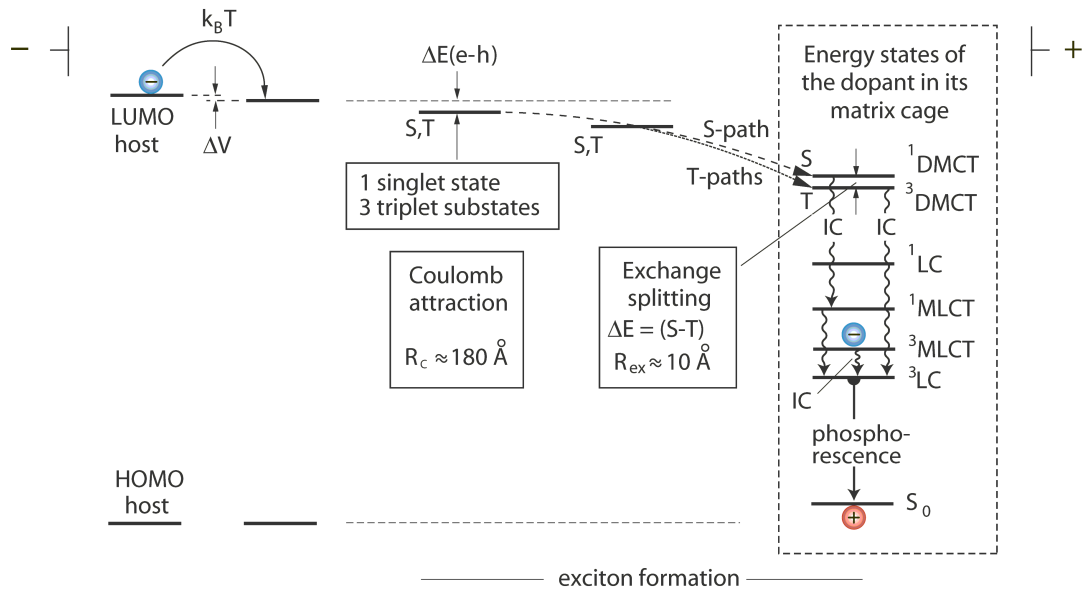 − k_BT +
ΔE(e-h)
Energy states of
the dopant in its
matrix cage
−
LUMO
host
ΔV
S,T
S,T
S-path
T-paths
S
T
¹DMCT
³DMCT
1 singlet state
3 triplet substates
IC IC
Coulomb
attraction
R_C ≈ 180 Å
Exchange
splitting
ΔE = (S-T)
R_ex ≈ 10 Å
¹LC
¹MLCT
−
³MLCT
³LC
IC
phospho-
rescence
HOMO
host
S₀
+
exciton formation